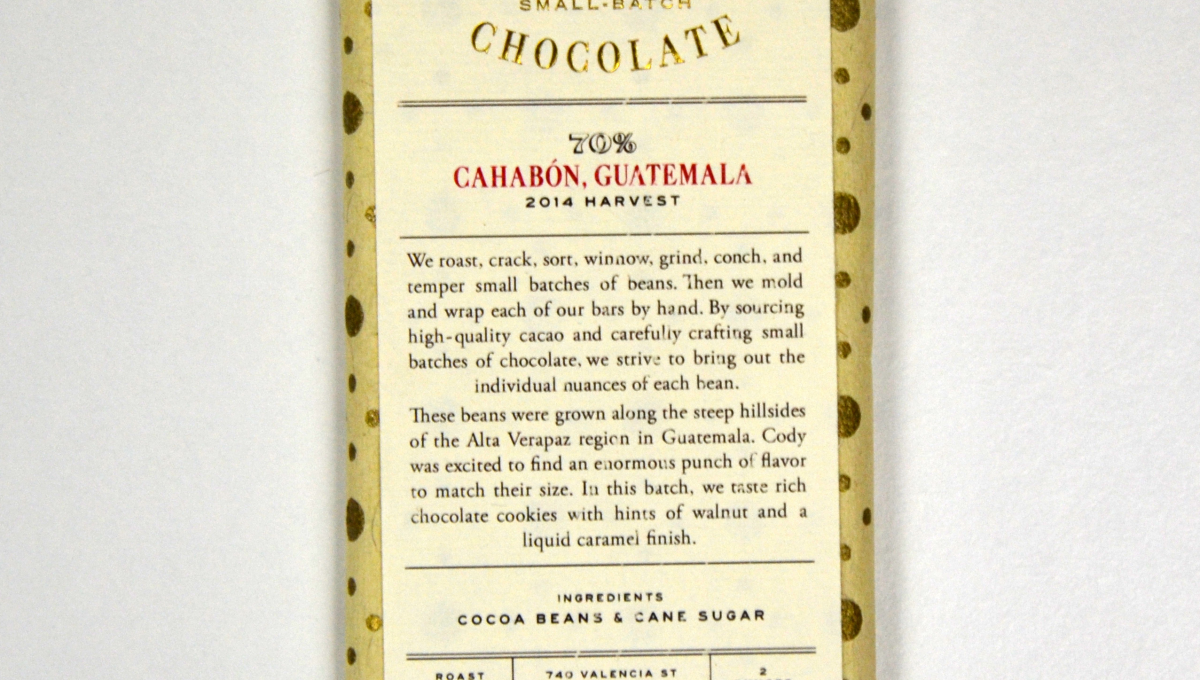 SMALL-BATCH
CHOCOLATE
70%
CAHABÓN, GUATEMALA
2014 HARVEST
We roast, crack, sort, winnow, grind, conch, and
temper small batches of beans. Then we mold
and wrap each of our bars by hand. By sourcing
high-quality cacao and carefully crafting small
batches of chocolate, we strive to bring out the
individual nuances of each bean.
These beans were grown along the steep hillsides
of the Alta Verapaz region in Guatemala. Cody
was excited to find an enormous punch of flavor
to match their size. In this batch, we taste rich
chocolate cookies with hints of walnut and a
liquid caramel finish.
INGREDIENTS
COCOA BEANS & CANE SUGAR
ROAST 740 VALENCIA ST 2